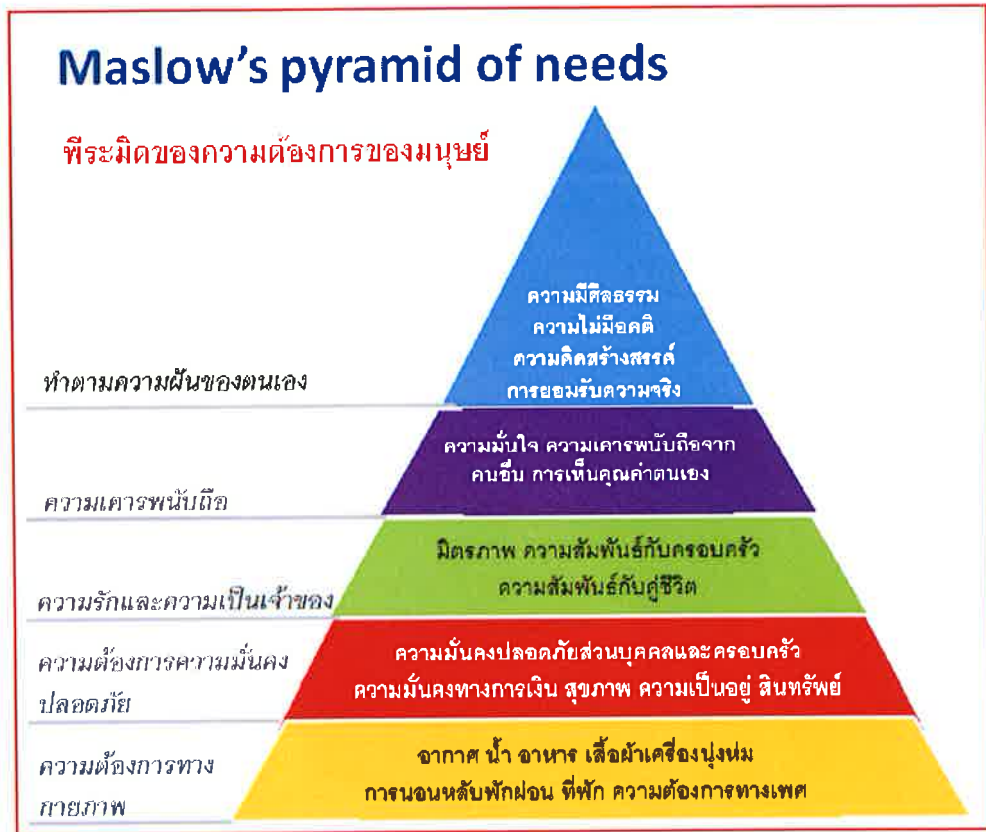 Maslow's pyramid of needs
พีระมิดของความต้องการของมนุษย์
ความมีศีลธรรม
ความไม่มีอคติ
ความคิดสร้างสรรค์
การยอมรับความจริง
ทำตามความฝันของตนเอง
ความมั่นใจ ความเคารพนับถือจาก
คนอื่น การเห็นคุณค่าตนเอง
ความเคารพนับถือ
มิตรภาพ ความสัมพันธ์กับครอบครัว
ความสัมพันธ์กับคู่ชีวิต
ความรักและความเป็นเจ้าของ
ความมั่นคงปลอดภัยส่วนบุคคลและครอบครัว
ความมั่นคงทางการเงิน สุขภาพ ความเป็นอยู่ สินทรัพย์
ความต้องการความมั่นคง
ปลอดภัย
อากาศ น้ำ อาหาร เสื้อผ้าเครื่องนุ่งห่ม
การนอนหลับพักผ่อน ที่พัก ความต้องการทางเพศ
ความต้องการทาง
กายภาพ